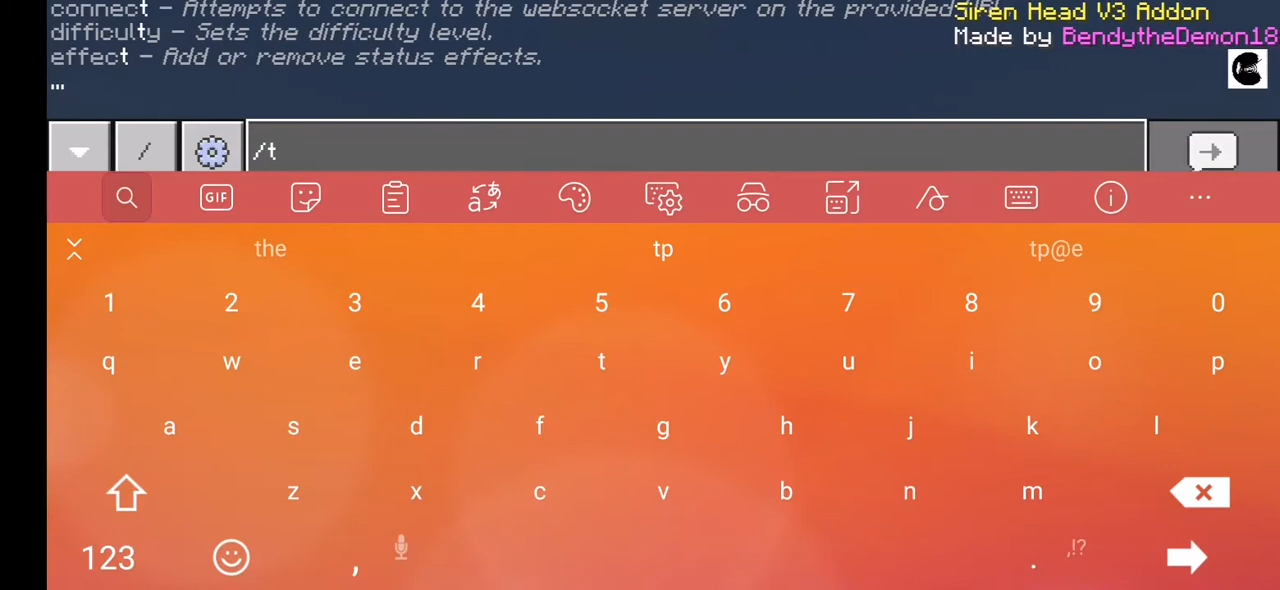 connect - Attempts to connect to the websocket server on the provided
difficulty - Sets the difficulty level.
effect - Add or remove status effects.
...
Siren Head V3 Addon
Made by BendytheDemon18
/
/t
GIF
the
tp
tp@e
1 2 3 4 5 6 7 8 9 0
q w e r t y u i o p
a s d f g h j k l
z x c v b n m
123 , . ,!?